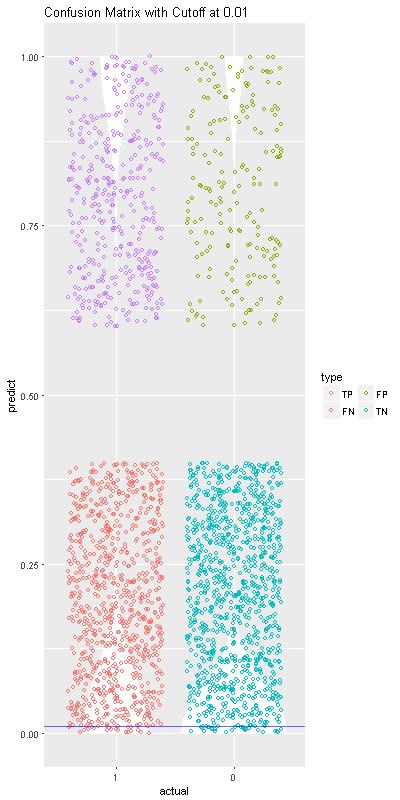 Confusion Matrix with Cutoff at 0.01
1.00
0.75
0.50
0.25
0.00
predict
1 0
actual
type
TP FP
FN TN